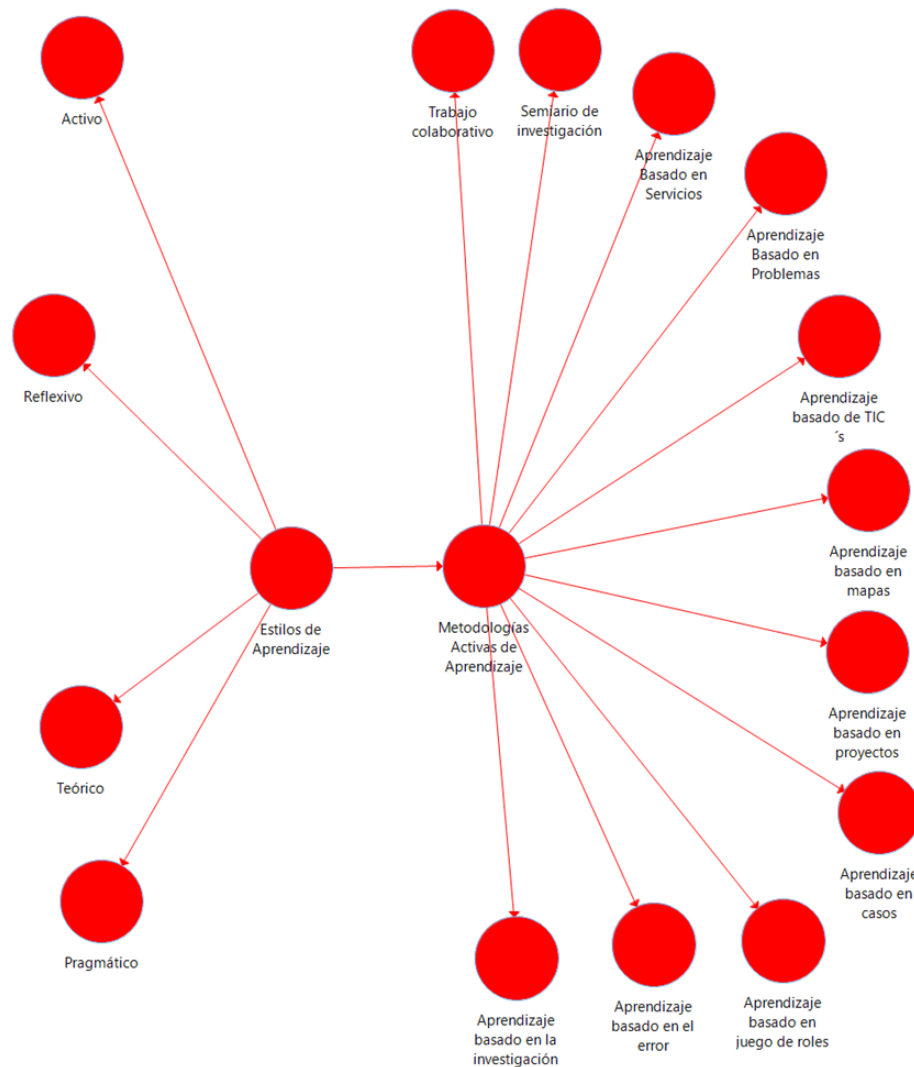 Activo
Trabajo
colaborativo
Semiario de
investigación
Aprendizaje
Basado en
Servicios
Aprendizaje
Basado en
Problemas
Reflexivo
Aprendizaje
basado de TIC
´s
Aprendizaje
basado en
mapas
Estilos de
Aprendizaje
Metodologías
Activas de
Aprendizaje
Aprendizaje
basado en
proyectos
Teórico
Aprendizaje
basado en
casos
Pragmático
Aprendizaje
basado en la
investigación
Aprendizaje
basado en el
error
Aprendizaje
basado en
juego de roles